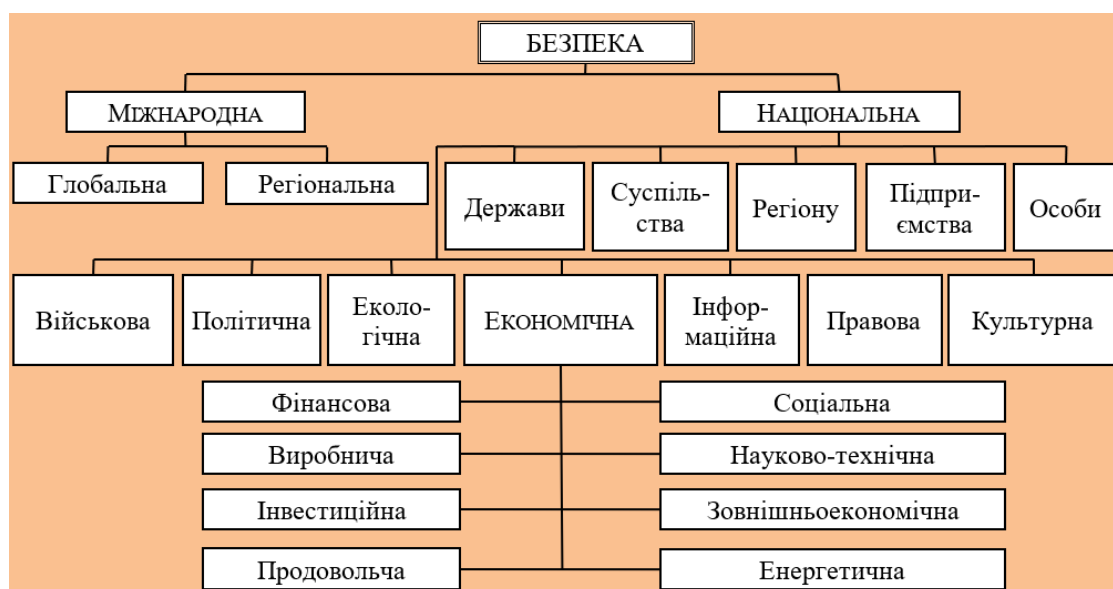 БЕЗПЕКА
МІЖНАРОДНА
НАЦІОНАЛЬНА
Глобальна
Регіональна
Держави
Суспіль-
ства
Регіону
Підпри-
ємства
Особи
Військова
Політична
Еколо-
гічна
ЕКОНОМІЧНА
Інфор-
маційна
Правова
Культурна
Фінансова
Соціальна
Виробнича
Науково-технічна
Інвестиційна
Зовнішньоекономічна
Продовольча
Енергетична